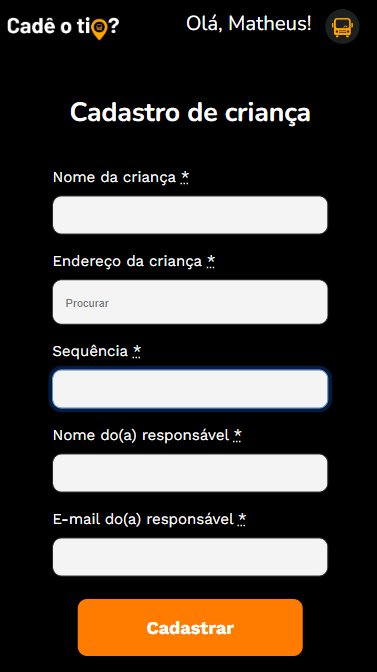 Cadê o tio?
Olá, Matheus!
Cadastro de criança
Nome da criança *
Endereço da criança *
Procurar
Sequência *
Nome do(a) responsável *
E-mail do(a) responsável *
Cadastrar